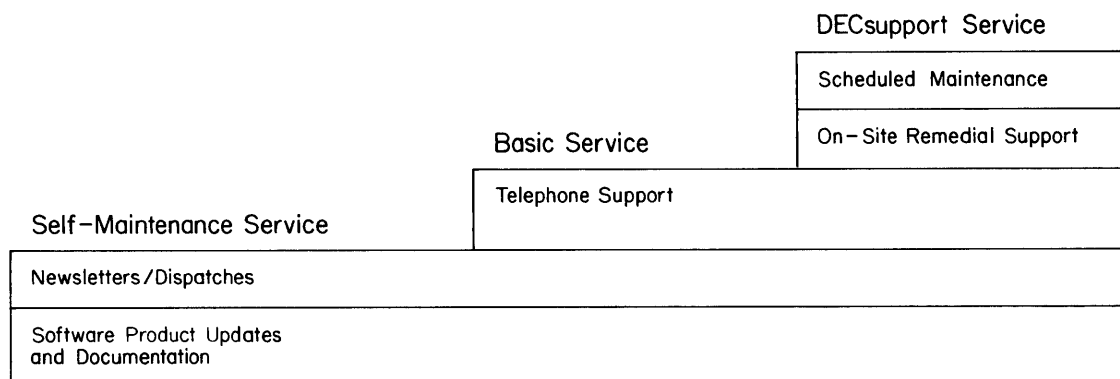 DECsupport Service
Scheduled Maintenance
On-Site Remedial Support
Basic Service
Telephone Support
Self-Maintenance Service
Newsletters/Dispatches
Software Product Updates
and Documentation